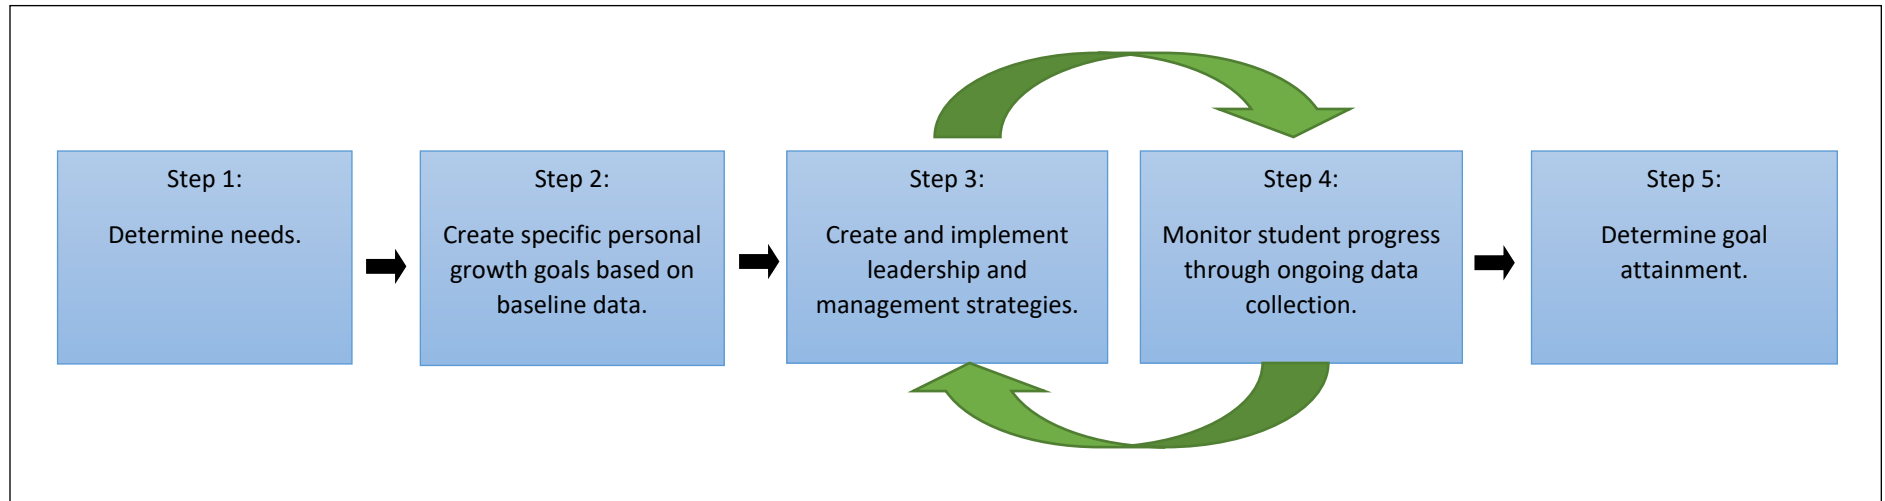 Step 1:
Determine needs.
Step 2:
Create specific personal
growth goals based on
baseline data.
Step 3:
Create and implement
leadership and
management strategies.
Step 4:
Monitor student progress
through ongoing data
collection.
Step 5:
Determine goal
attainment.